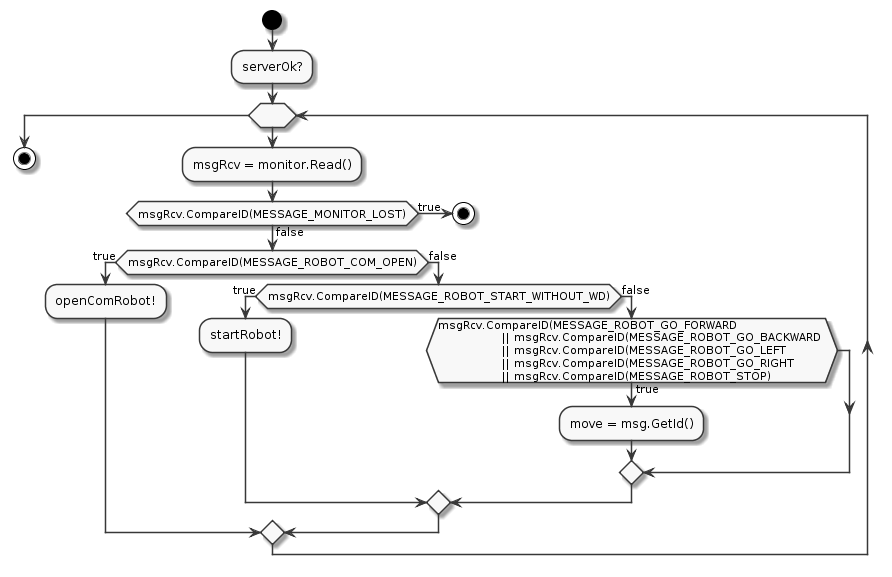 serverOk?
msgRcv = monitor.Read()
msgRcv.CompareID(MESSAGE_MONITOR_LOST)
true
false
true
msgRcv.CompareID(MESSAGE_ROBOT_COM_OPEN)
false
openComRobot!
true
msgRcv.CompareID(MESSAGE_ROBOT_START_WITHOUT_WD)
false
startRobot!
msgRcv.CompareID(MESSAGE_ROBOT_GO_FORWARD
|| msgRcv.CompareID(MESSAGE_ROBOT_GO_BACKWARD
|| msgRcv.CompareID(MESSAGE_ROBOT_GO_LEFT
|| msgRcv.CompareID(MESSAGE_ROBOT_GO_RIGHT
|| msgRcv.CompareID(MESSAGE_ROBOT_STOP)
true
move = msg.GetId()